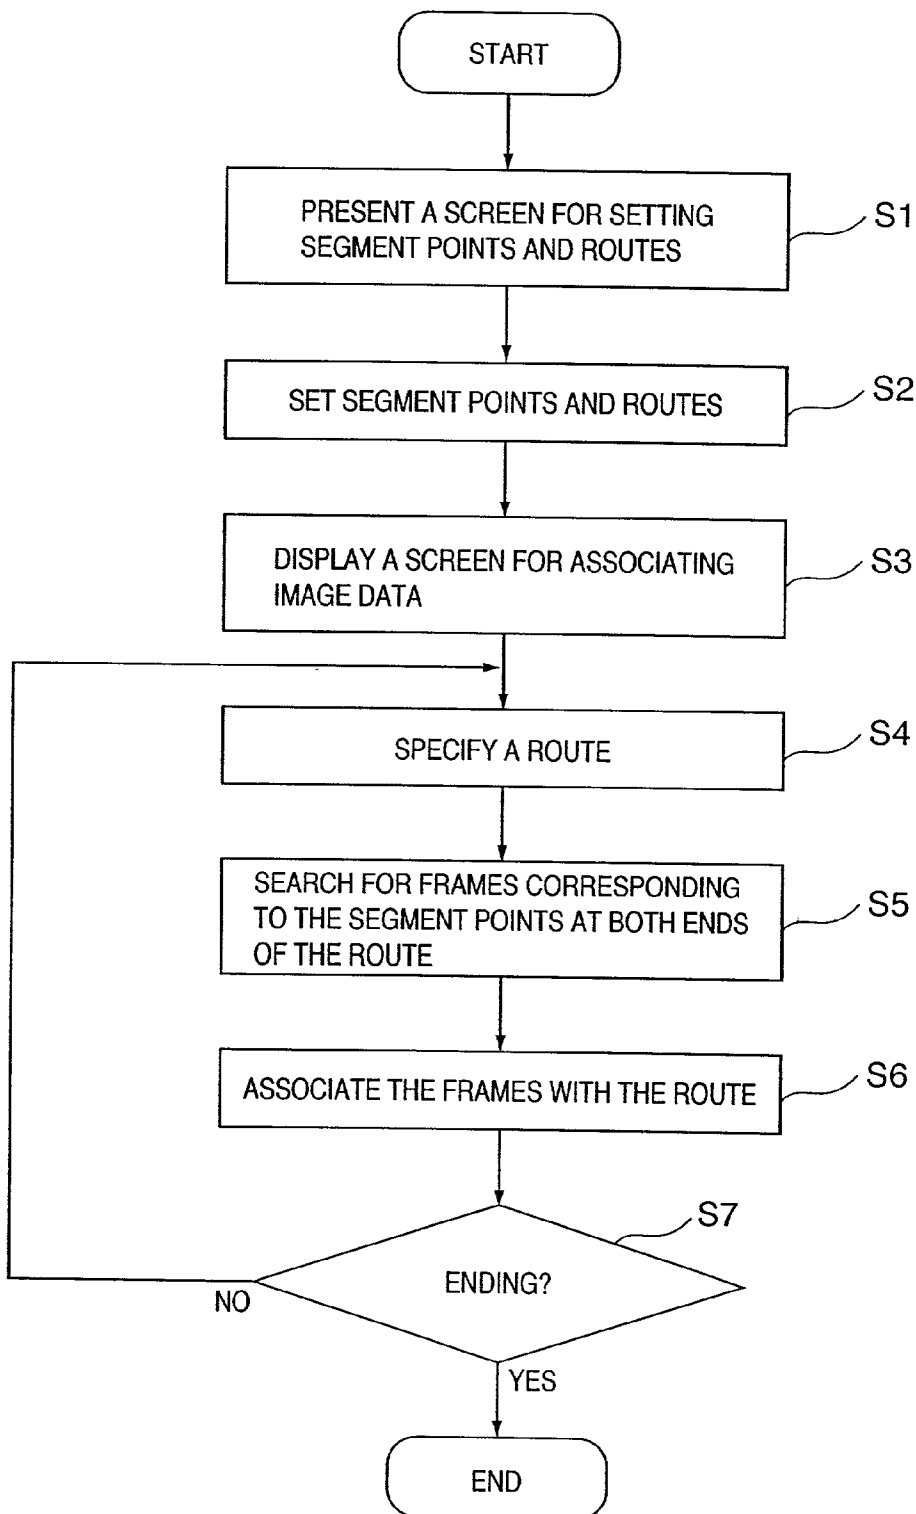 START
PRESENT A SCREEN FOR SETTING
SEGMENT POINTS AND ROUTES
S1
SET SEGMENT POINTS AND ROUTES
S2
DISPLAY A SCREEN FOR ASSOCIATING
IMAGE DATA
S3
SPECIFY A ROUTE
S4
SEARCH FOR FRAMES CORRESPONDING
TO THE SEGMENT POINTS AT BOTH ENDS
OF THE ROUTE
S5
ASSOCIATE THE FRAMES WITH THE ROUTE
S6
S7
ENDING?
NO
YES
END